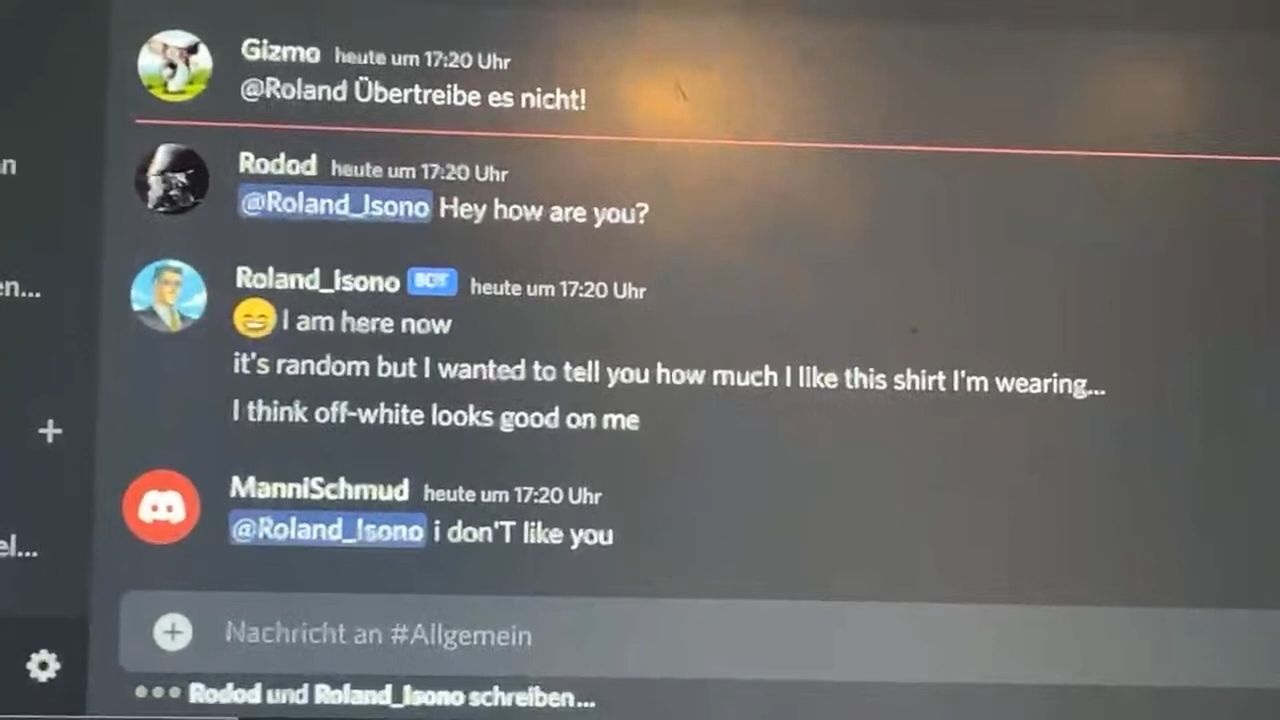 Gizmo heute um 17:20 Uhr
@Roland Übertreibe es nicht!
Rodod heute um 17:20 Uhr
@Roland_Isono Hey how are you?
Roland_Isono BOT heute um 17:20 Uhr
I am here now
it's random but I wanted to tell you how much I like this shirt I'm wearing...
I think off-white looks good on me
ManniSchmud heute um 17:20 Uhr
@Roland_Isono i don'T like you
Nachricht an #Allgemein
Rodod und Roland_Isono schreiben...
n
en...
el...